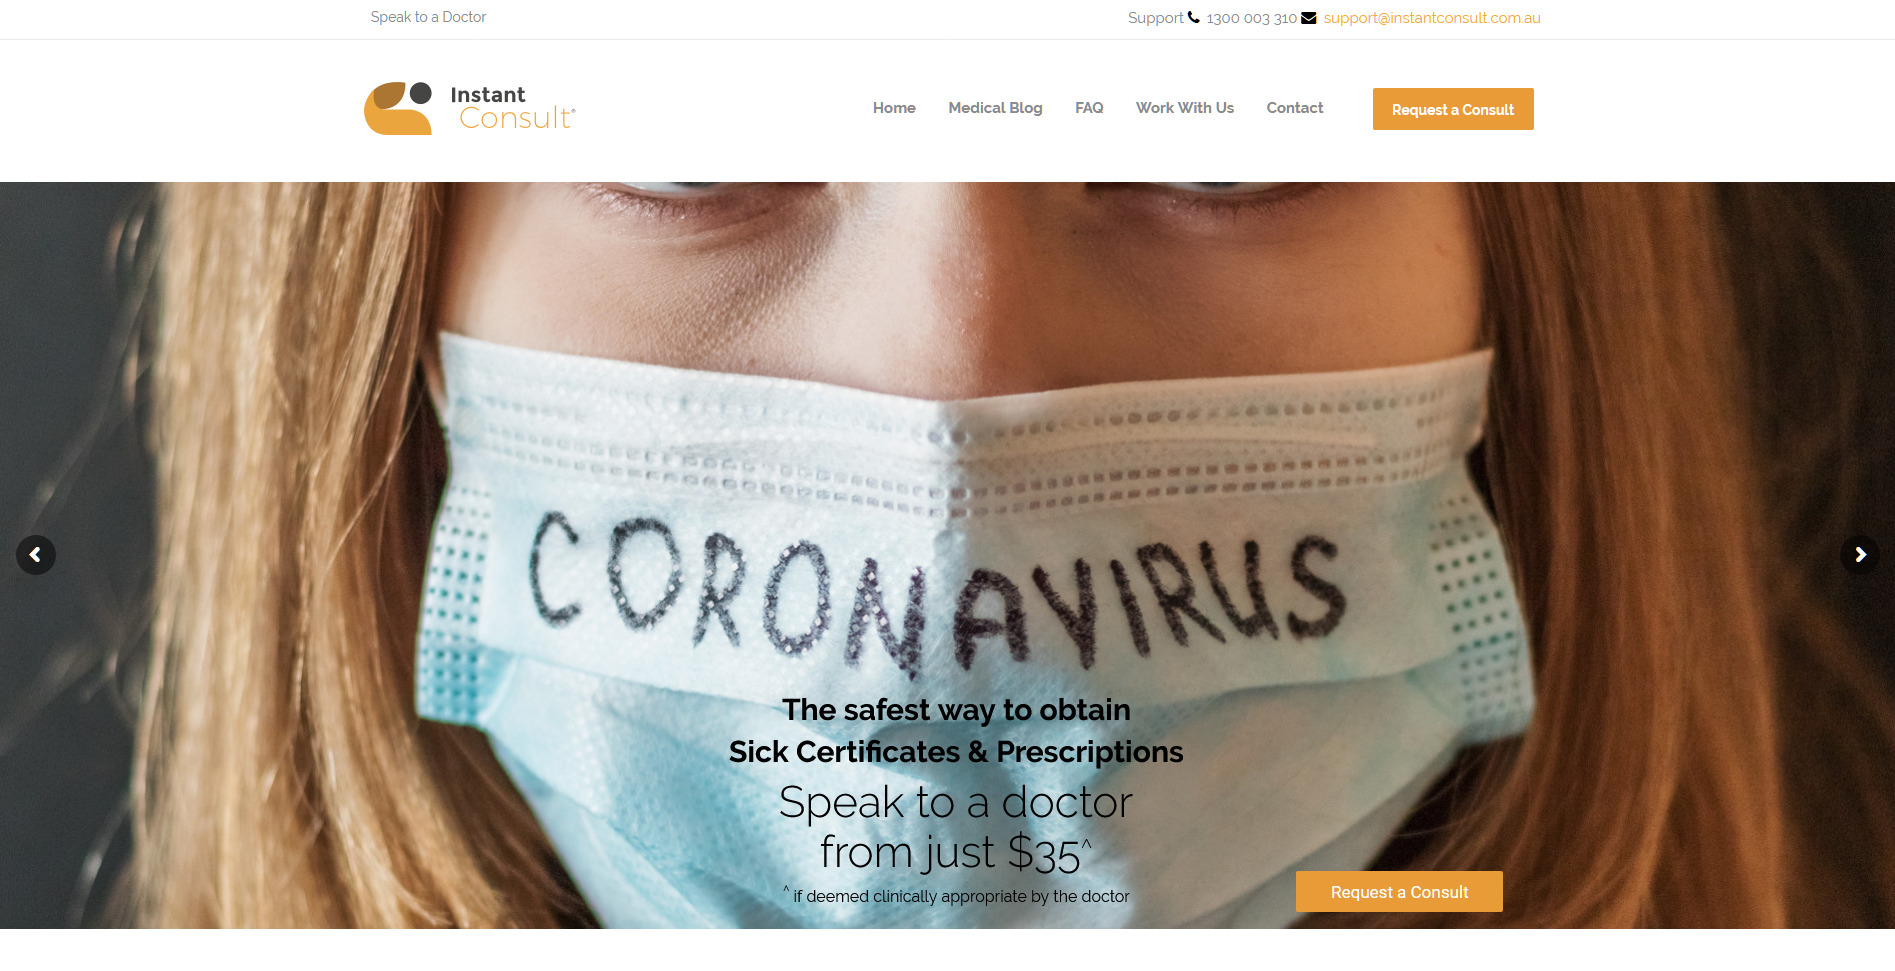 Speak to a Doctor
Support 1300 003 310 support@instantconsult.com.au
Instant
Consult®
Home Medical Blog FAQ Work With Us Contact Request a Consult
CORONAVIRUS
The safest way to obtain
Sick Certificates & Prescriptions
Speak to a doctor
from just $35^
^ if deemed clinically appropriate by the doctor
Request a Consult